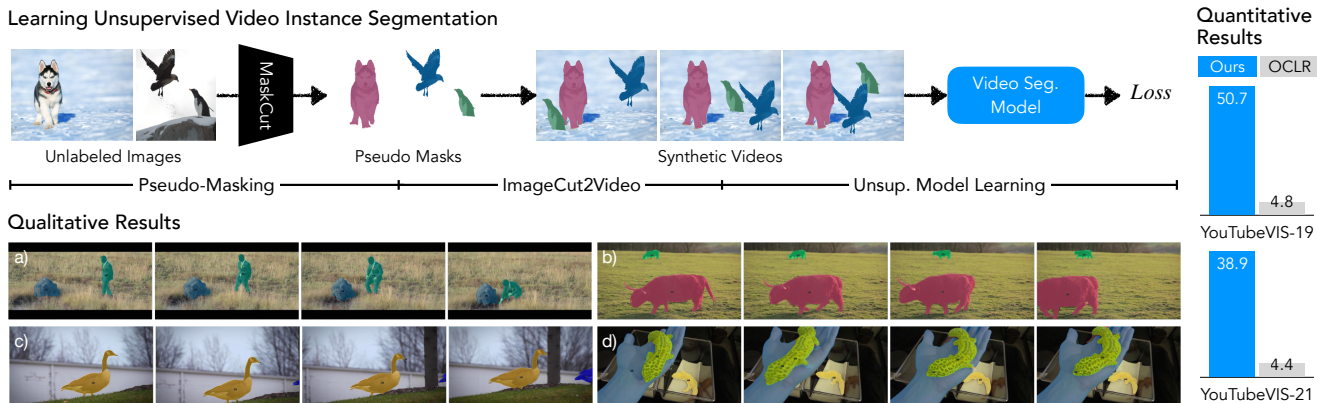 Learning Unsupervised Video Instance Segmentation
MaskCut
Video Seg.
Model
Loss
Unlabeled Images
Pseudo Masks
Synthetic Videos
Pseudo-Masking
ImageCut2Video
Unsup. Model Learning
Qualitative Results
a)
b)
c)
d)
Quantitative
Results
Ours
OCLR
50.7
4.8
YouTubeVIS-19
38.9
4.4
YouTubeVIS-21